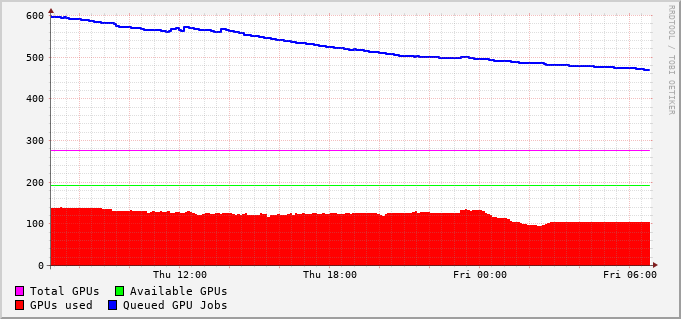 600
500
400
300
200
100
0
Thu 12:00 Thu 18:00 Fri 00:00 Fri 06:00
Total GPUs Available GPUs
GPUs used Queued GPU Jobs
RRDTOOL / TOBI OETIKER